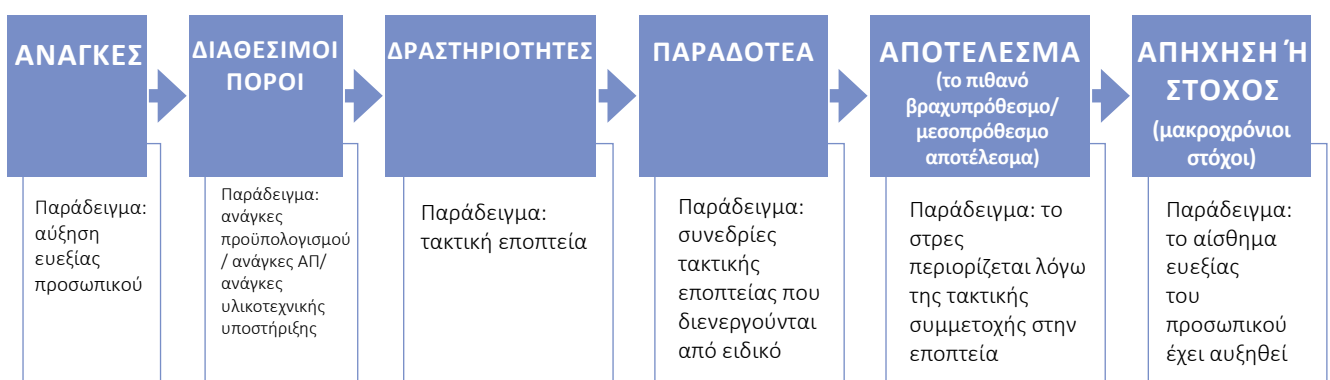 ΑΝΑΓΚΕΣ
Παράδειγμα:
αύξηση
ευεξίας
προσωπικού
ΔΙΑΘΕΣΙΜΟΙ
ΠΟΡΟΙ
Παράδειγμα:
ανάγκες
προϋπολογισμού
/ ανάγκες ΑΠ/
ανάγκες
υλικοτεχνικής
υποστήριξης
ΔΡΑΣΤΗΡΙΟΤΗΤΕΣ
Παράδειγμα:
τακτική εποπτεία
ΠΑΡΑΔΟΤΕΑ
Παράδειγμα:
συνεδρίες
τακτικής
εποπτείας που
διενεργούνται
από ειδικό
ΑΠΟΤΕΛΕΣΜΑ
(το πιθανό
βραχυπρόθεσμο/
μεσοπρόθεσμο
αποτέλεσμα)
Παράδειγμα: το
στρες
περιορίζεται λόγω
της τακτικής
συμμετοχής στην
εποπτεία
ΑΠΗΧΗΣΗ Ή
ΣΤΟΧΟΣ
(μακροχρόνιοι
στόχοι)
Παράδειγμα:
το αίσθημα
ευεξίας
του
προσωπικού
έχει αυξηθεί